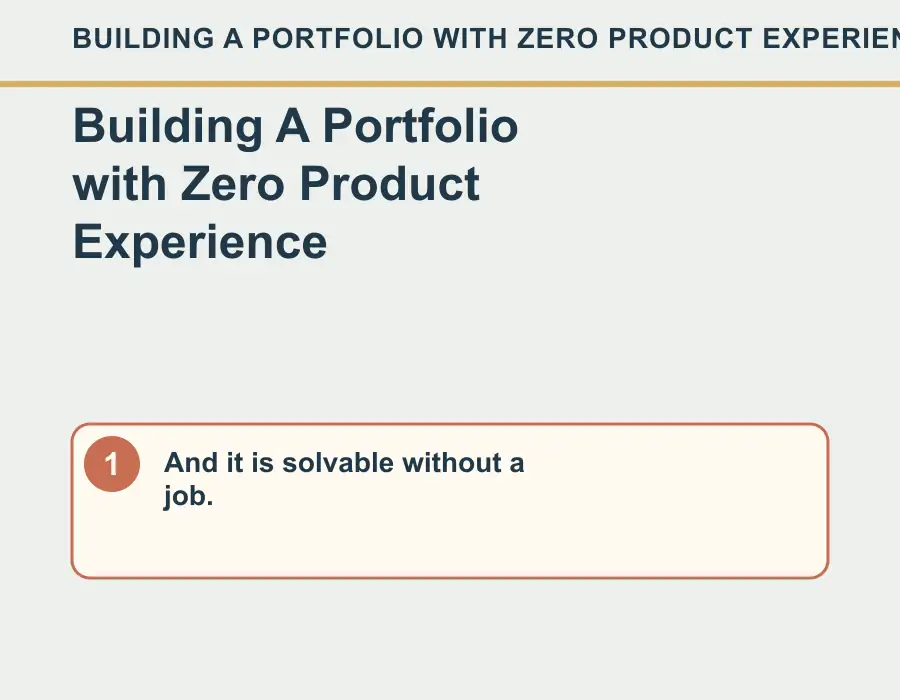 BUILDING A PORTFOLIO WITH ZERO PRODUCT EXPERIEN
Building A Portfolio
with Zero Product
Experience
1
And it is solvable without a
job.